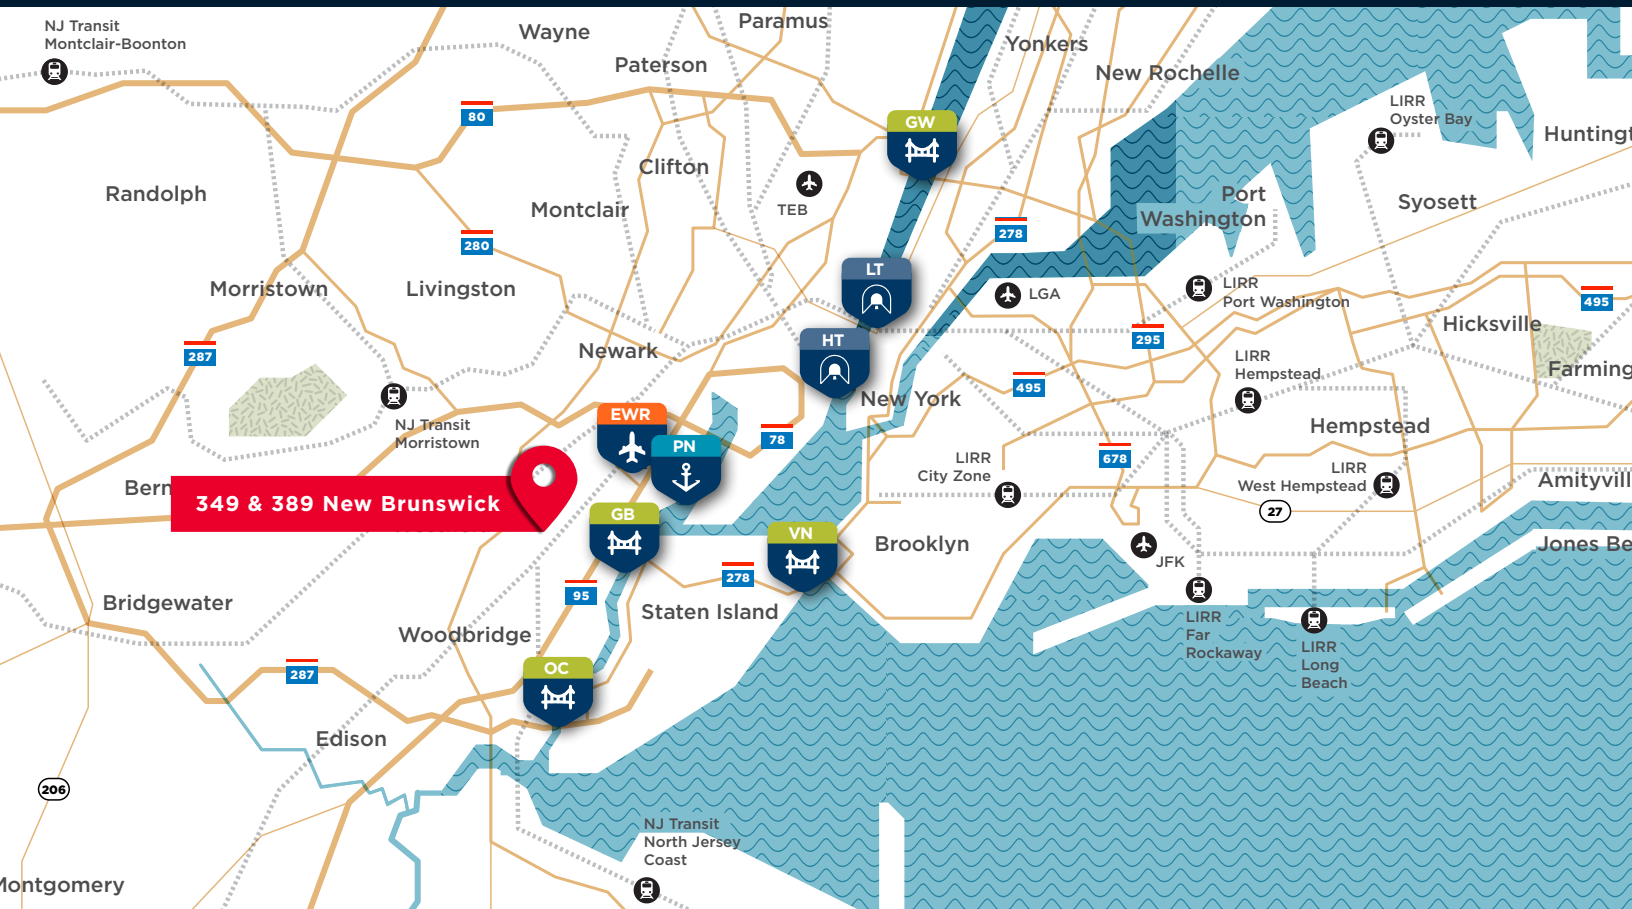 NJ Transit
Montclair-Boonton
Wayne
Paramus
Paterson
Yonkers
New Rochelle
LIRR
Oyster Bay
80
GW
Huntingt
Clifton
Randolph
Montclair
TEB
Port
Washington
Syosett
278
280
LT
Morristown
Livingston
LGA
LIRR
Port Washington
495
Hicksville
HT
295
287
Newark
LIRR
Hempstead
Farming
495
New York
EWR
NJ Transit
Morristown
78
PN
Hempstead
678
LIRR
City Zone
LIRR
West Hempstead
Amityvill
Bern
349 & 389 New Brunswick
27
GB
VN
Brooklyn
Jones Be
JFK
278
95
Bridgewater
Staten Island
Woodbridge
LIRR
Far
Rockaway
LIRR
Long
Beach
287
OC
Edison
206
NJ Transit
North Jersey
Coast
Montgomery